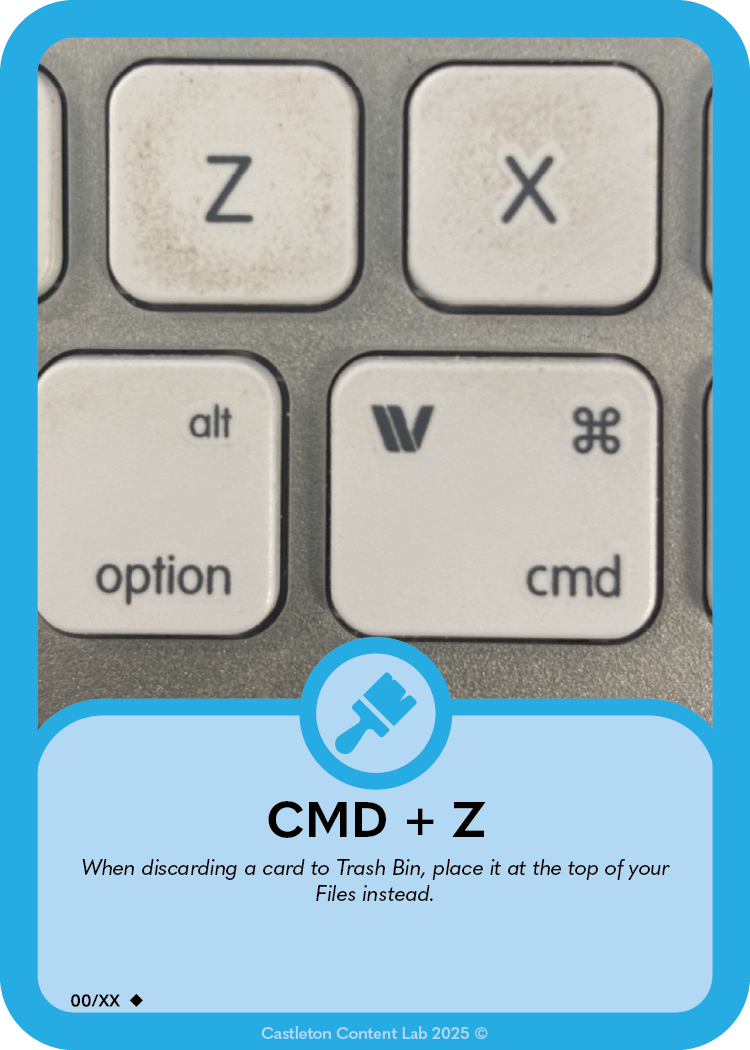 Z
X
alt
⌘
option
cmd
CMD + Z
When discarding a card to Trash Bin, place it at the top of your
Files instead.
00/XX ◆
Castleton Content Lab 2025 ©